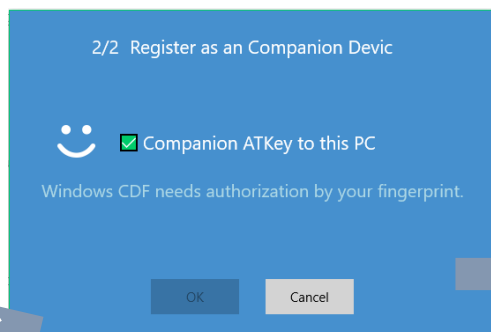 2/2 Register as an Companion Devic
Companion ATKey to this PC
Windows CDF needs authorization by your fingerprint.
OK
Cancel